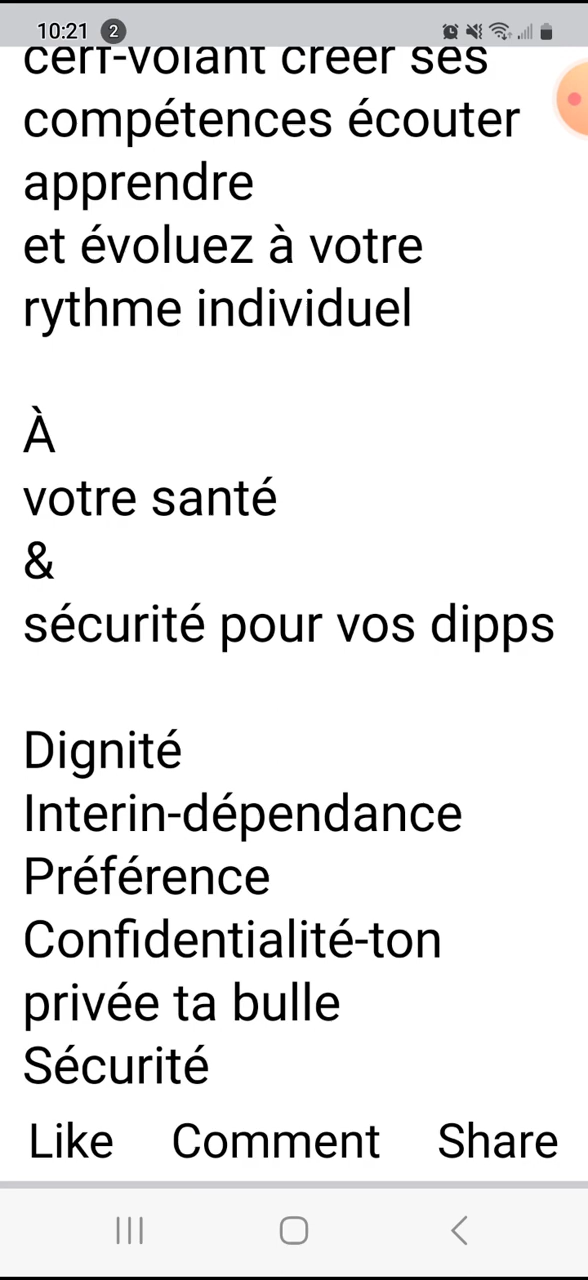 10:21 2
cerf-volant créer ses
compétences écouter
apprendre
et évoluez à votre
rythme individuel
À
votre santé
&
sécurité pour vos dipps
Dignité
Interin-dépendance
Préférence
Confidentialité-ton
privée ta bulle
Sécurité
Like Comment Share